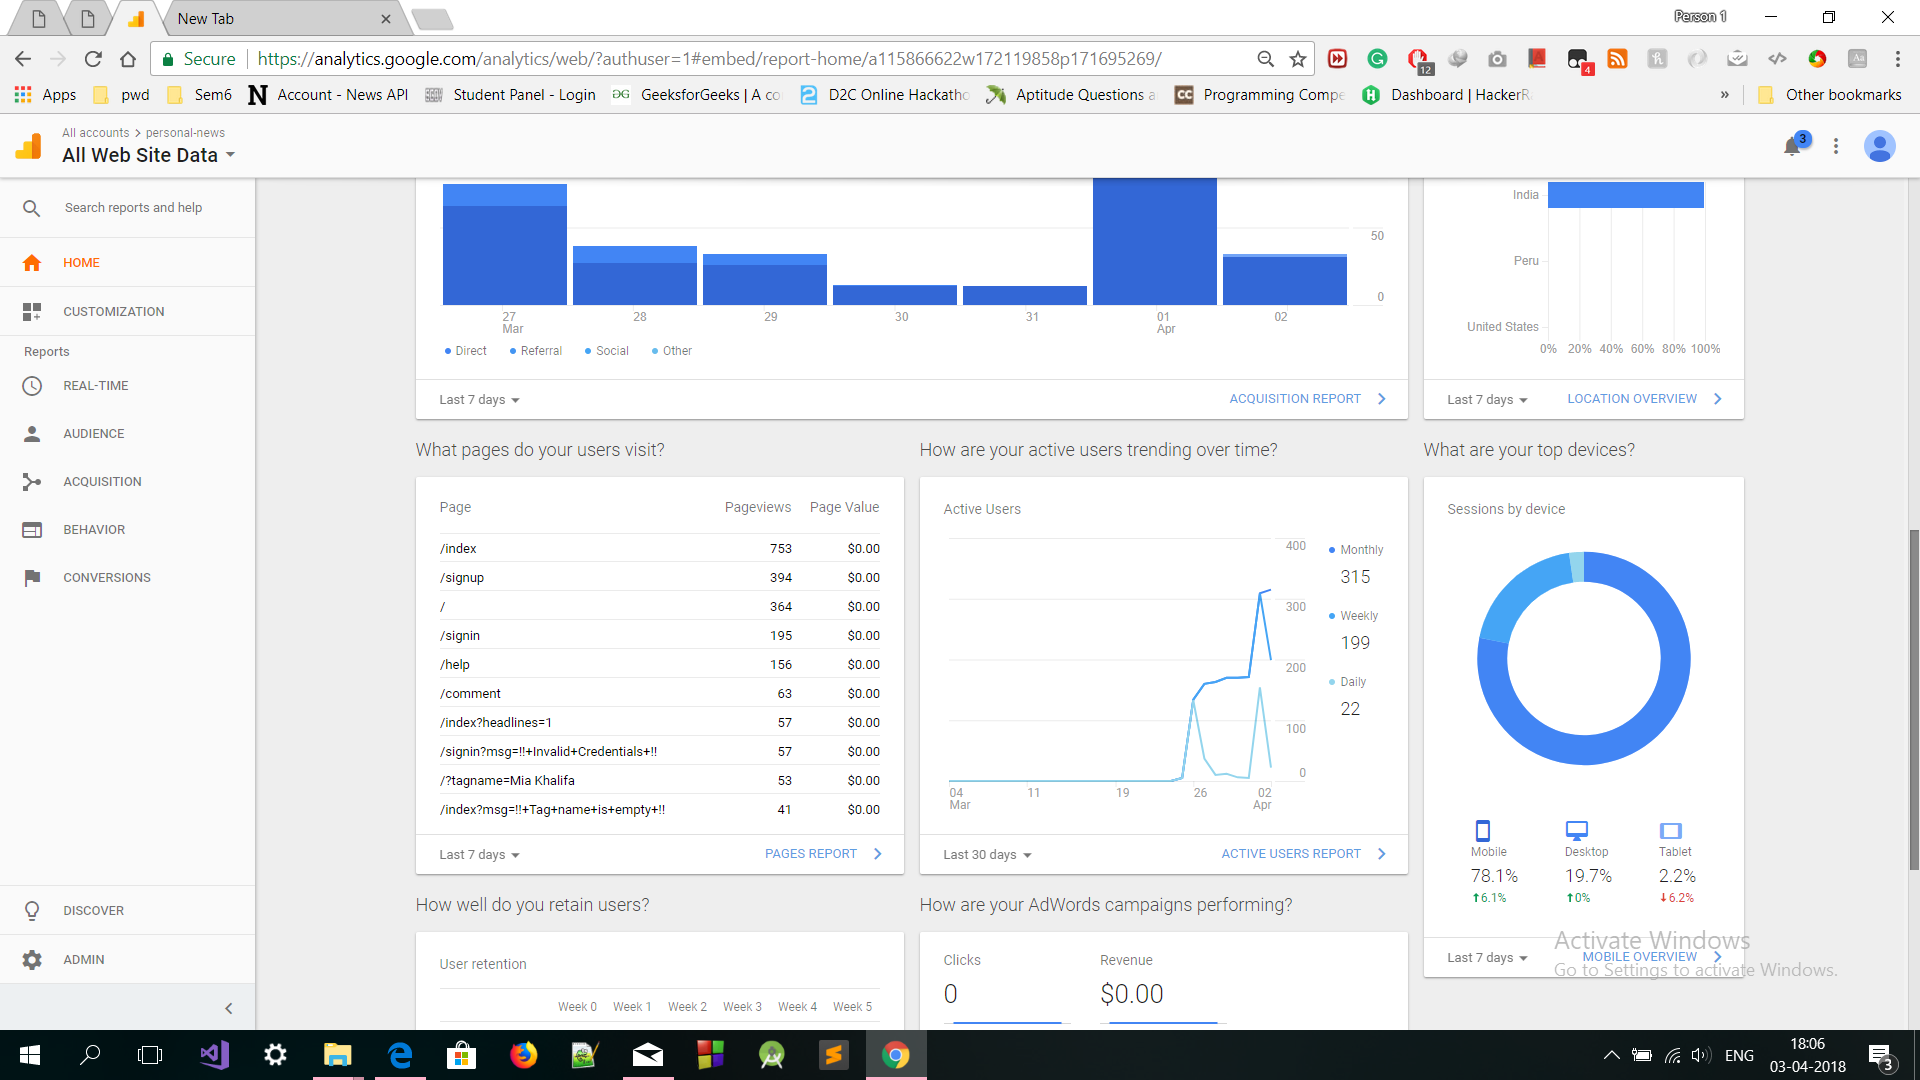 New Tab
Person 1
Secure
https://analytics.google.com/analytics/web/?authuser=1#embed/report-home/a115866622w172119858p171695269/
12
4
Apps
pwd
Sem6
Account - News API
Student Panel - Login
GeeksforGeeks | A co
D2C Online Hackatho
Aptitude Questions a
Programming Compe
Dashboard | HackerR
»
Other bookmarks
All accounts > personal-news
All Web Site Data
3
Search reports and help
HOME
CUSTOMIZATION
Reports
REAL-TIME
AUDIENCE
ACQUISITION
BEHAVIOR
CONVERSIONS
DISCOVER
ADMIN
50
0
27 28 29 30 31 01 02
Mar Apr
Direct Referral Social Other
Last 7 days
ACQUISITION REPORT
India
Peru
United States
0% 20% 40% 60% 80% 100%
Last 7 days
LOCATION OVERVIEW
What pages do your users visit?
Page Pageviews Page Value
/index 753 $0.00
/signup 394 $0.00
/ 364 $0.00
/signin 195 $0.00
/help 156 $0.00
/comment 63 $0.00
/index?headlines=1 57 $0.00
/signin?msg=!!+Invalid+Credentials+!! 57 $0.00
/?tagname=Mia Khalifa 53 $0.00
/index?msg=!!+Tag+name+is+empty+!! 41 $0.00
Last 7 days
PAGES REPORT
How are your active users trending over time?
Active Users
400
300
200
100
0
04 11 19 26 02
Mar Apr
Monthly
315
Weekly
199
Daily
22
Last 30 days
ACTIVE USERS REPORT
What are your top devices?
Sessions by device
Mobile Desktop Tablet
78.1% 19.7% 2.2%
6.1% 0% 6.2%
Last 7 days
MOBILE OVERVIEW
How well do you retain users?
User retention
Week 0 Week 1 Week 2 Week 3 Week 4 Week 5
How are your AdWords campaigns performing?
Clicks Revenue
0 $0.00
Activate Windows
Go to Settings to activate Windows.
ENG
18:06
03-04-2018
3